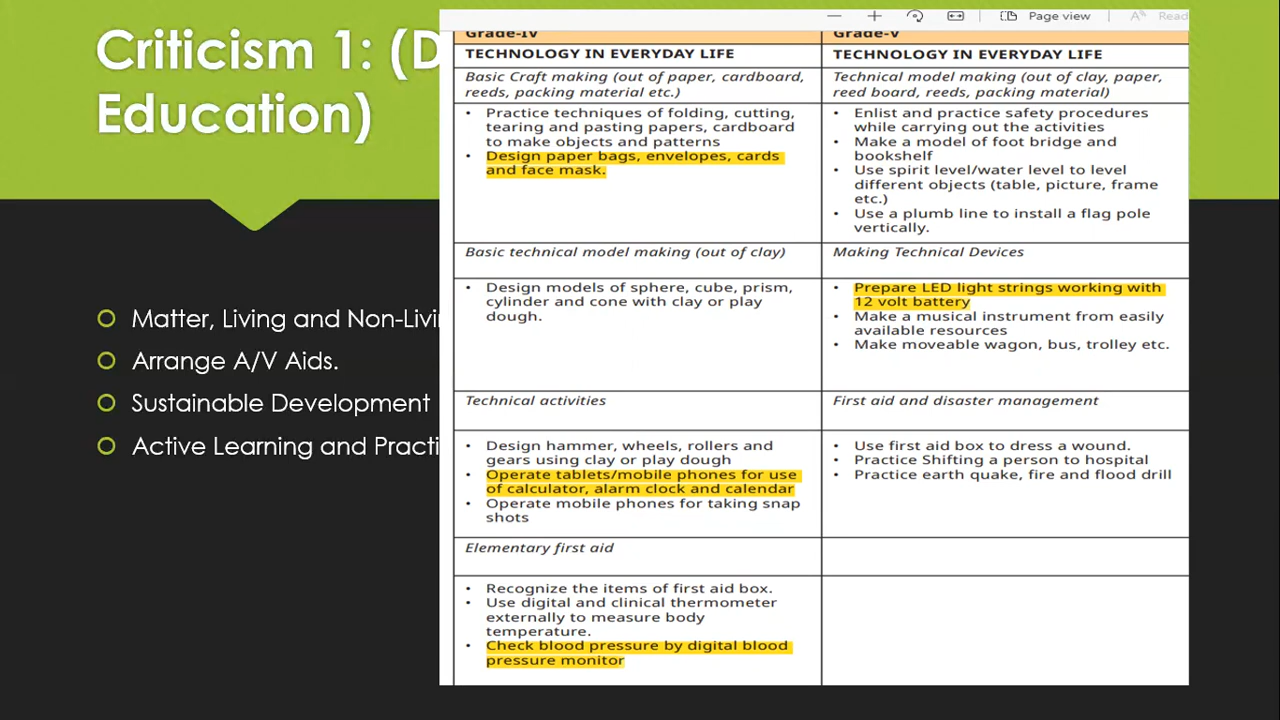 Criticism 1: (D
Education)
Matter, Living and Non-Livi
Arrange A/V Aids.
Sustainable Development
Active Learning and Practi
Page view
Read
Grade-IV
TECHNOLOGY IN EVERYDAY LIFE
Basic Craft making (out of paper, cardboard,
reeds, packing material etc.)
• Practice techniques of folding, cutting,
tearing and pasting papers, cardboard
to make objects and patterns
• Design paper bags, envelopes, cards
and face mask.
Basic technical model making (out of clay)
• Design models of sphere, cube, prism,
cylinder and cone with clay or play
dough.
Technical activities
• Design hammer, wheels, rollers and
gears using clay or play dough
• Operate tablets/mobile phones for use
of calculator, alarm clock and calendar
• Operate mobile phones for taking snap
shots
Elementary first aid
• Recognize the items of first aid box.
• Use digital and clinical thermometer
externally to measure body
temperature.
• Check blood pressure by digital blood
pressure monitor
Grade-V
TECHNOLOGY IN EVERYDAY LIFE
Technical model making (out of clay, paper,
reed board, reeds, packing material)
• Enlist and practice safety procedures
while carrying out the activities
• Make a model of foot bridge and
bookshelf
• Use spirit level/water level to level
different objects (table, picture, frame
etc.)
• Use a plumb line to install a flag pole
vertically.
Making Technical Devices
• Prepare LED light strings working with
12 volt battery
• Make a musical instrument from easily
available resources
• Make moveable wagon, bus, trolley etc.
First aid and disaster management
• Use first aid box to dress a wound.
• Practice Shifting a person to hospital
• Practice earth quake, fire and flood drill